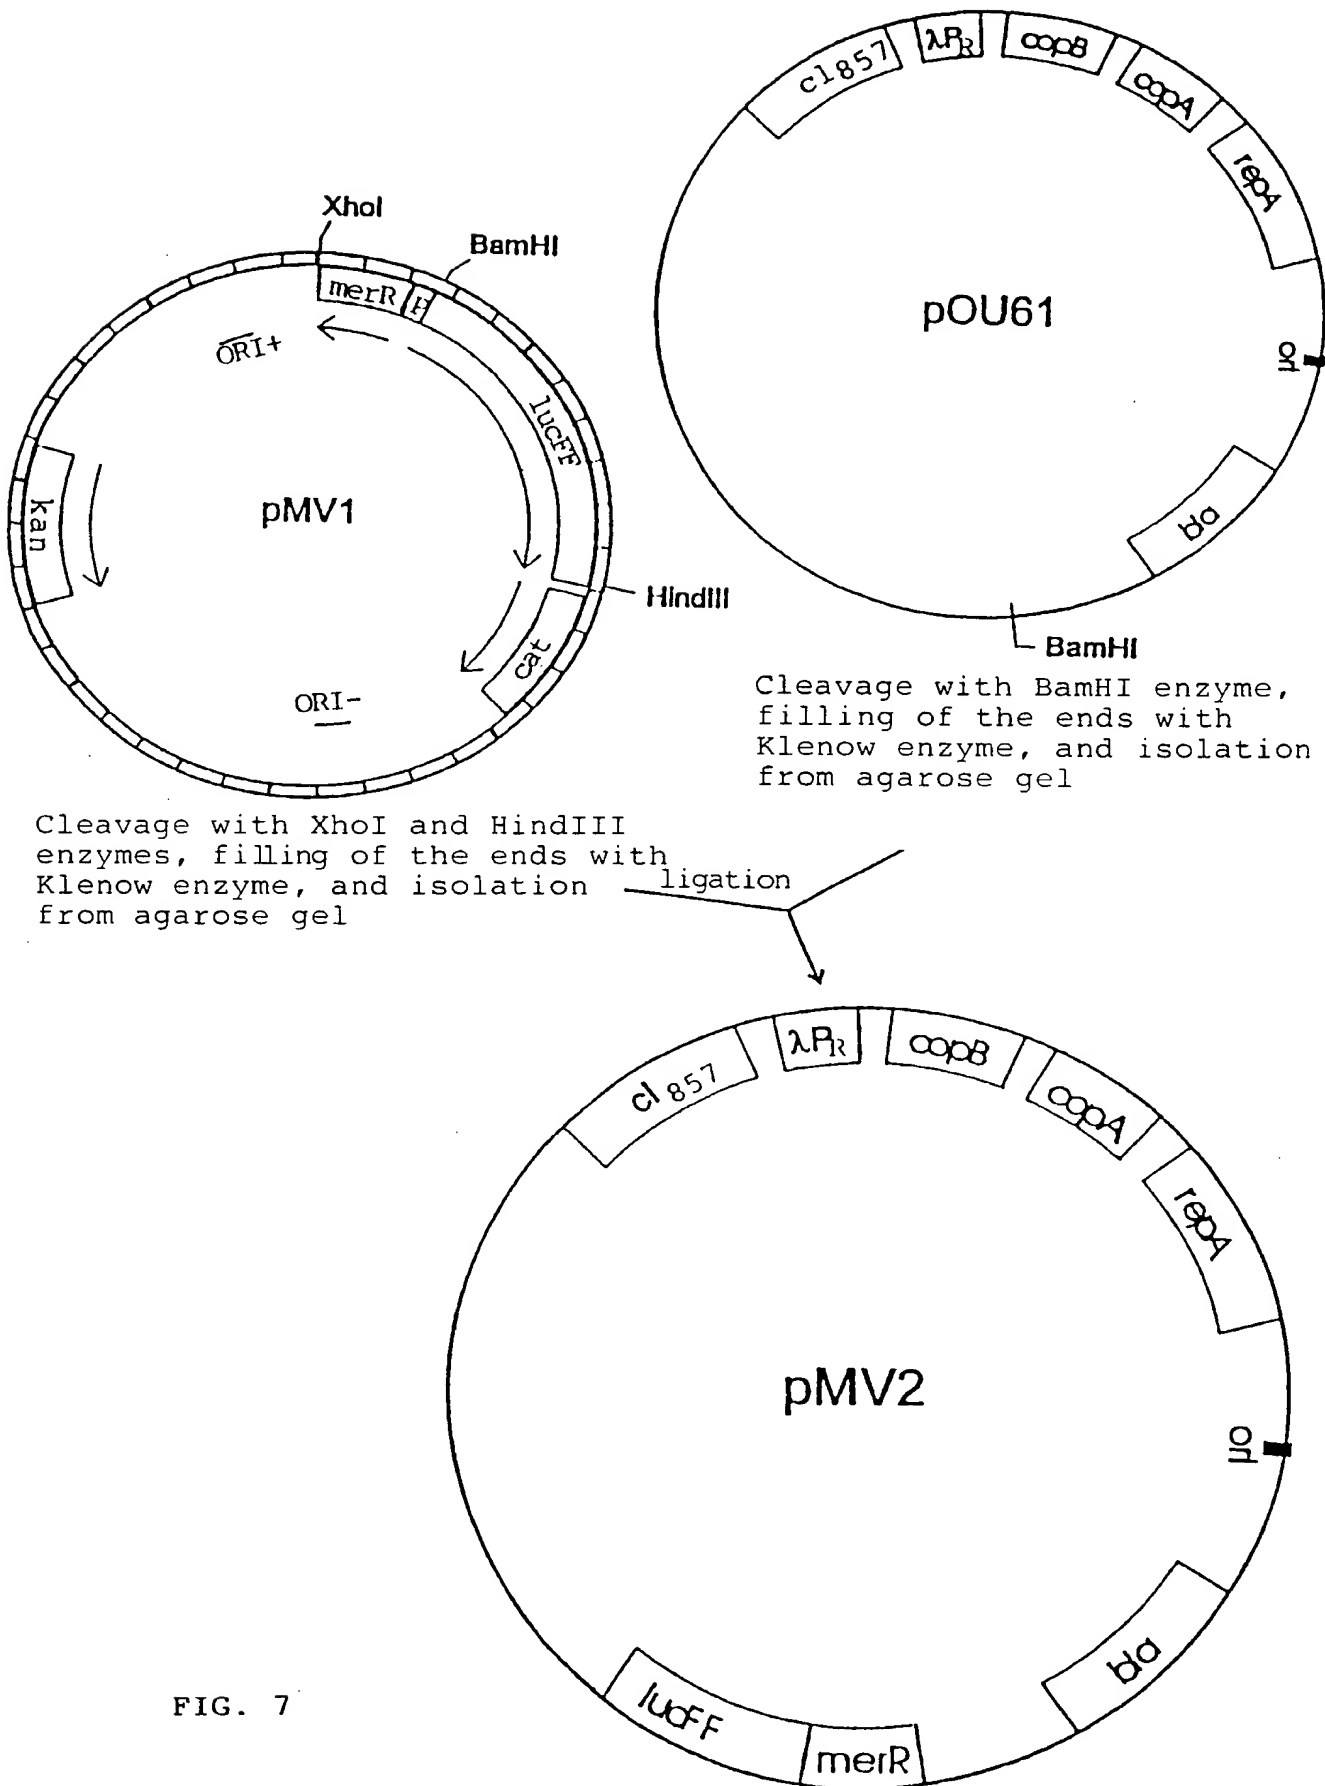 cI857
λPR
copB
copA
repA
pOU61
ori
bla
BamHI
Cleavage with BamHI enzyme,
filling of the ends with
Klenow enzyme, and isolation
from agarose gel
XhoI
BamHI
merR
P
ORI+
lucFF
kan
pMV1
HindIII
cat
ORI-
Cleavage with XhoI and HindIII
enzymes, filling of the ends with
Klenow enzyme, and isolation
from agarose gel
ligation
cI857
λPR
copB
copA
repA
pMV2
ori
bla
lucFF
merR
FIG. 7